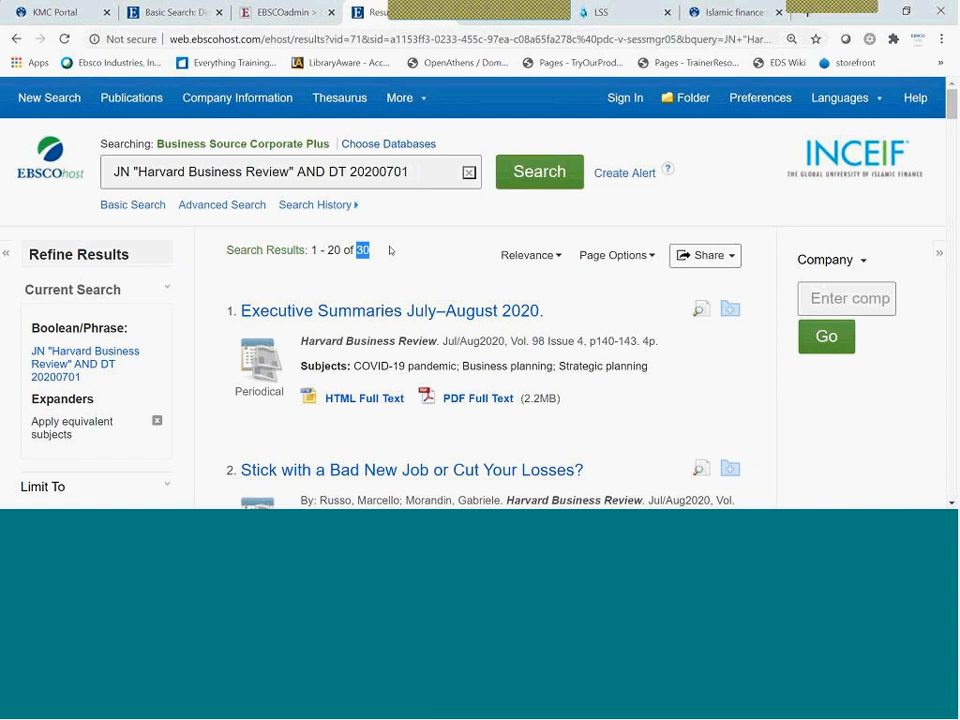 KMC Portal
Basic Search: Di
EBSCOadmin >
Resu
LSS
Islamic finance
Not secure
web.ebscohost.com/ehost/results?vid=71&sid=a1153ff3-0233-455c-97ea-c08a65fa278c%40pdc-v-sessmgr05&bquery=JN+"Har...
Apps
Ebsco Industries, In...
Everything Training...
LibraryAware - Acc...
OpenAthens / Dom...
Pages - TryOurProd...
Pages - TrainerReso...
EDS Wiki
storefront
»
New Search Publications Company Information Thesaurus More
Sign In Folder Preferences Languages Help
Searching: Business Source Corporate Plus | Choose Databases
EBSCOhost
JN "Harvard Business Review" AND DT 20200701
Search
Create Alert ?
INCEIF
THE GLOBAL UNIVERSITY OF ISLAMIC FINANCE
Basic Search Advanced Search Search History
«
Refine Results
Current Search
Boolean/Phrase:
JN "Harvard Business
Review" AND DT
20200701
Expanders
Apply equivalent
subjects
Limit To
Search Results: 1 - 20 of 30
Relevance Page Options Share
1. Executive Summaries July–August 2020.
Harvard Business Review. Jul/Aug2020, Vol. 98 Issue 4, p140-143. 4p.
Subjects: COVID-19 pandemic; Business planning; Strategic planning
Periodical
HTML Full Text PDF Full Text (2.2MB)
2. Stick with a Bad New Job or Cut Your Losses?
By: Russo, Marcello; Morandin, Gabriele. Harvard Business Review. Jul/Aug2020, Vol.
»
Company
Enter comp
Go